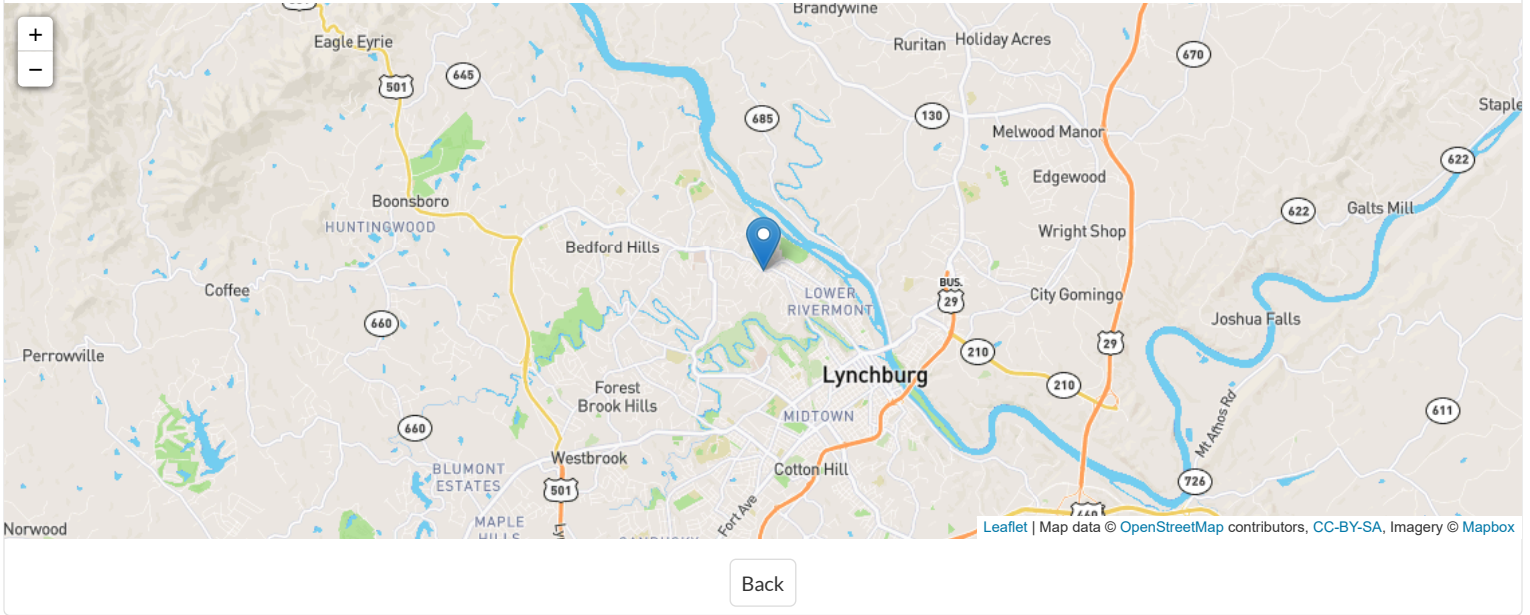 Brandywine
+
Eagle Eyrie
Ruritan
Holiday Acres
670
−
645
501
Staple
685
130
Melwood Manor
622
Edgewood
Boonsboro
622
Galts Mill
HUNTINGWOOD
Wright Shop
Bedford Hills
BUS.
29
Coffee
LOWER
RIVERMONT
City Gomingo
660
Joshua Falls
29
Perrowville
210
Lynchburg
210
Forest
Brook Hills
MIDTOWN
Mt Athos Rd
611
660
Westbrook
Cotton Hill
BLUMONT
ESTATES
726
501
Fort Ave
460
Norwood
MAPLE
HILLS
Ly
Leaflet | Map data © OpenStreetMap contributors, CC-BY-SA, Imagery © Mapbox
Back